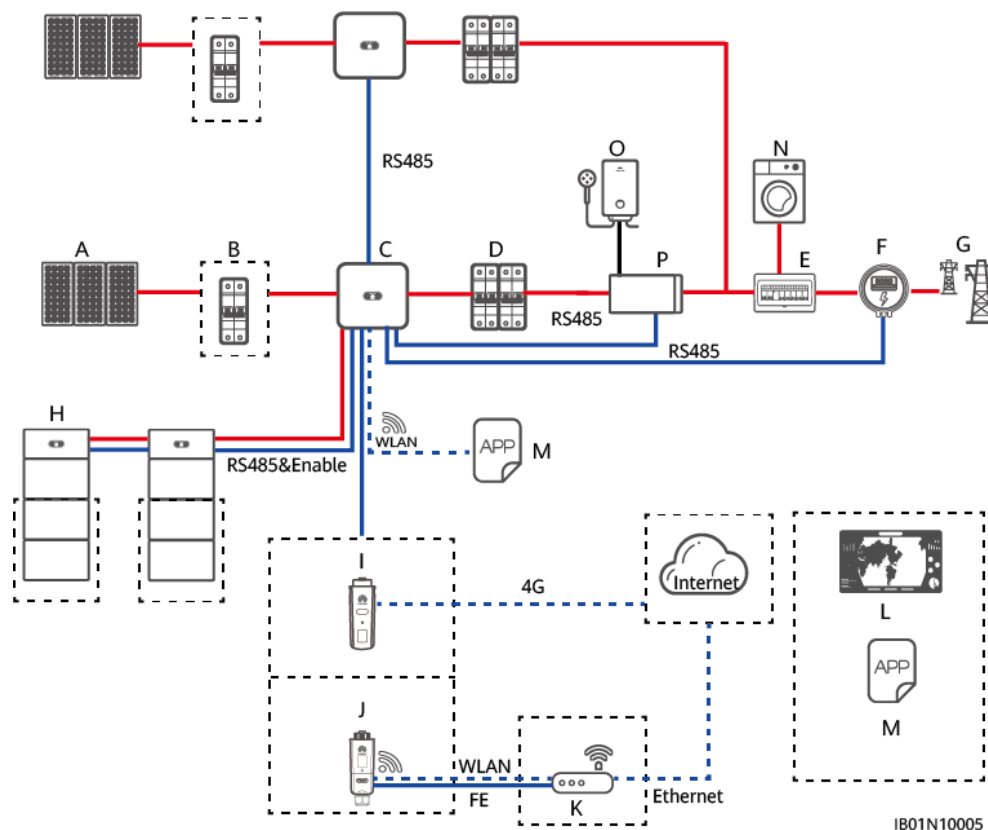 RS485
O
N
A
B
C
D
P
E
F
G
RS485
RS485
H
WLAN
APP
M
RS485&Enable
I
4G
Internet
L
APP
M
J
WLAN
FE
K
Ethernet
IB01N10005